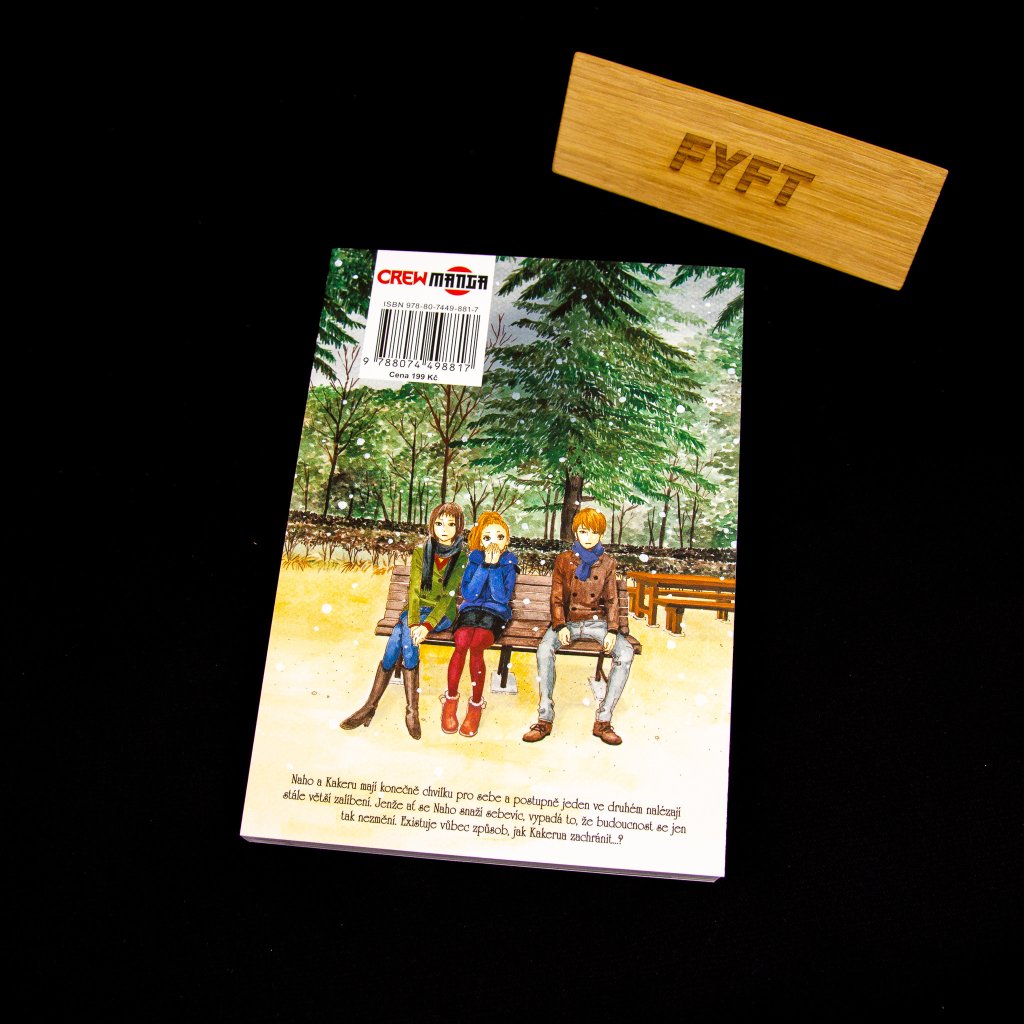 FYFT
CREW MANGA
ISBN 978-80-7449-881-7
9 788074 498817
Cena 199 Kč
Naho a Kakeru mají konečně chvilku pro sebe a postupně jeden ve druhém nalézají
stále větší zalíbení. Jenže ať se Naho snaží sebevíc, vypadá to, že budoucnost se jen
tak nezmění. Existuje vůbec způsob, jak Kakerua zachránit...?